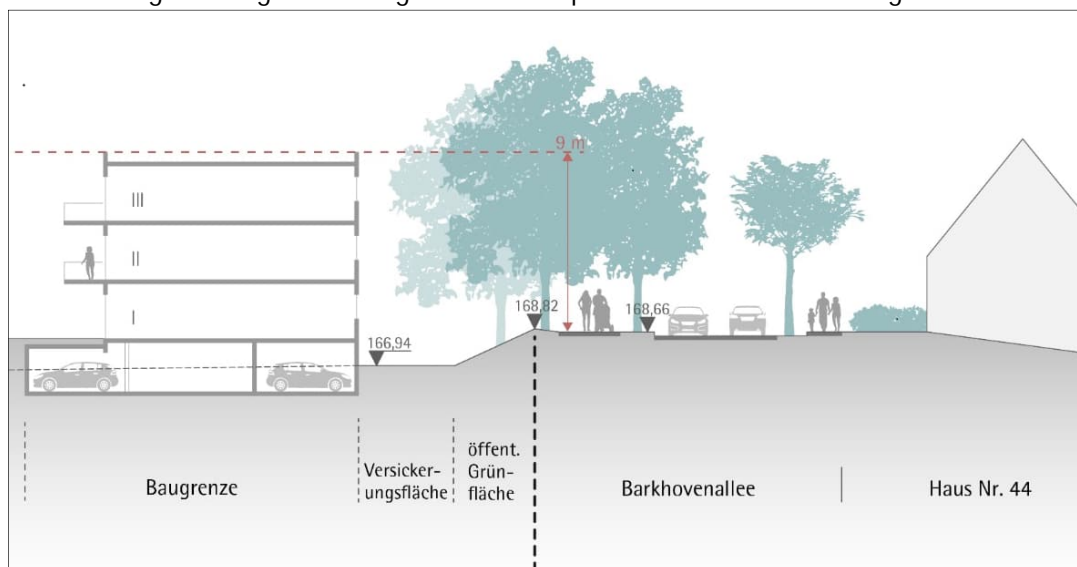 9 m
III
II
I
168,82
168,66
166,94
Baugrenze
Versicker-
ungsfläche
öffent.
Grün-
fläche
Barkhovenallee
Haus Nr. 44